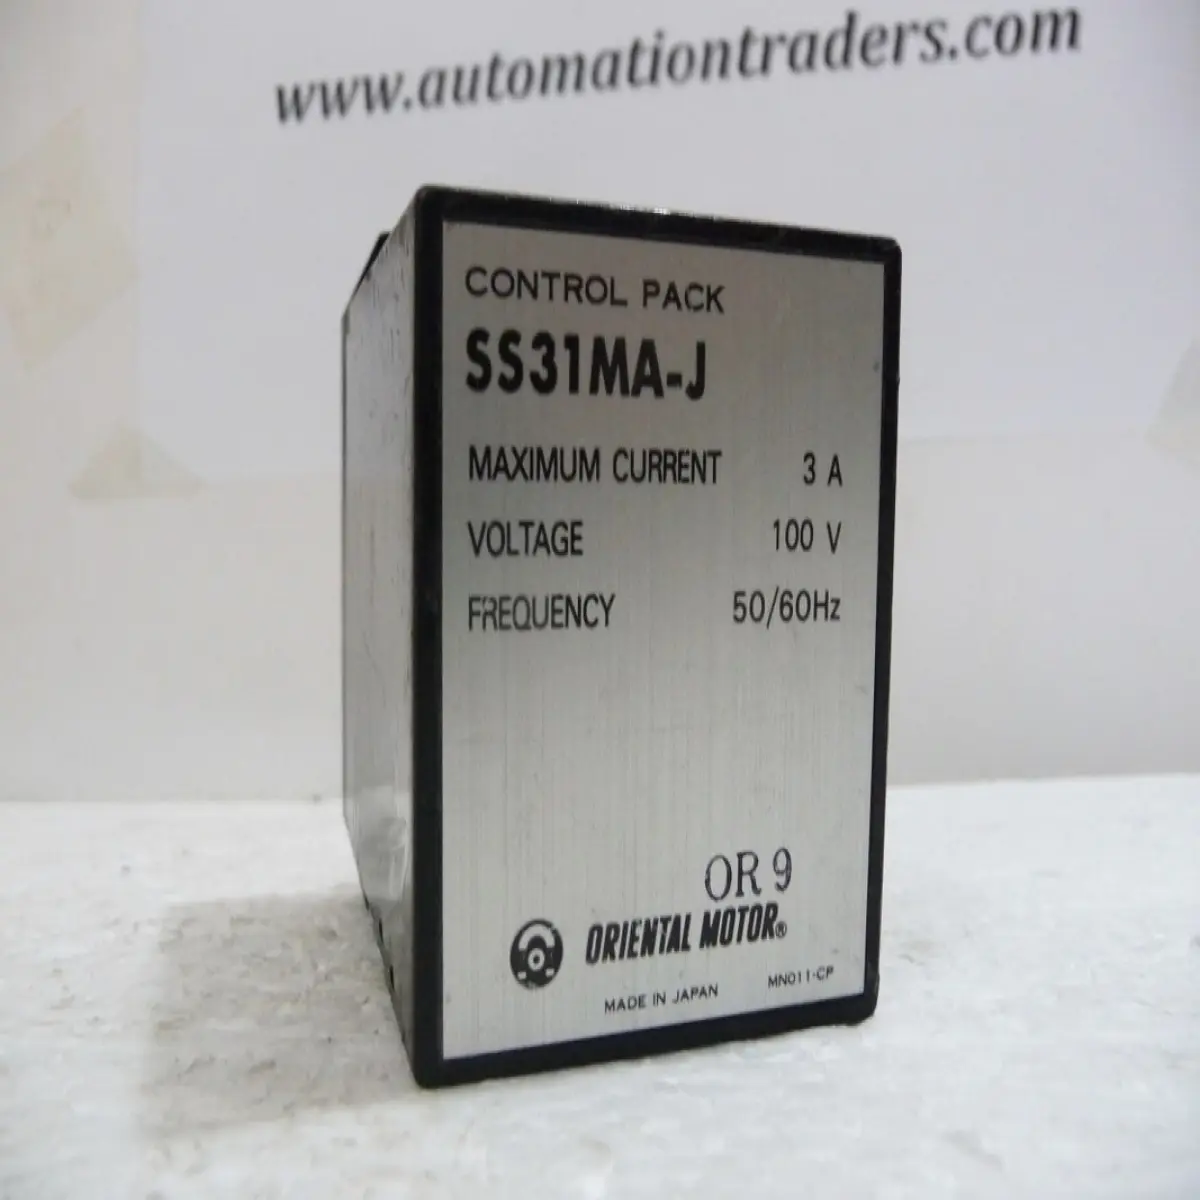 www.automationtraders.com
CONTROL PACK
SS31MA-J
MAXIMUM CURRENT 3 A
VOLTAGE 100 V
FREQUENCY 50/60Hz
OR 9
ORIENTAL MOTOR®
MADE IN JAPAN MN011-CP